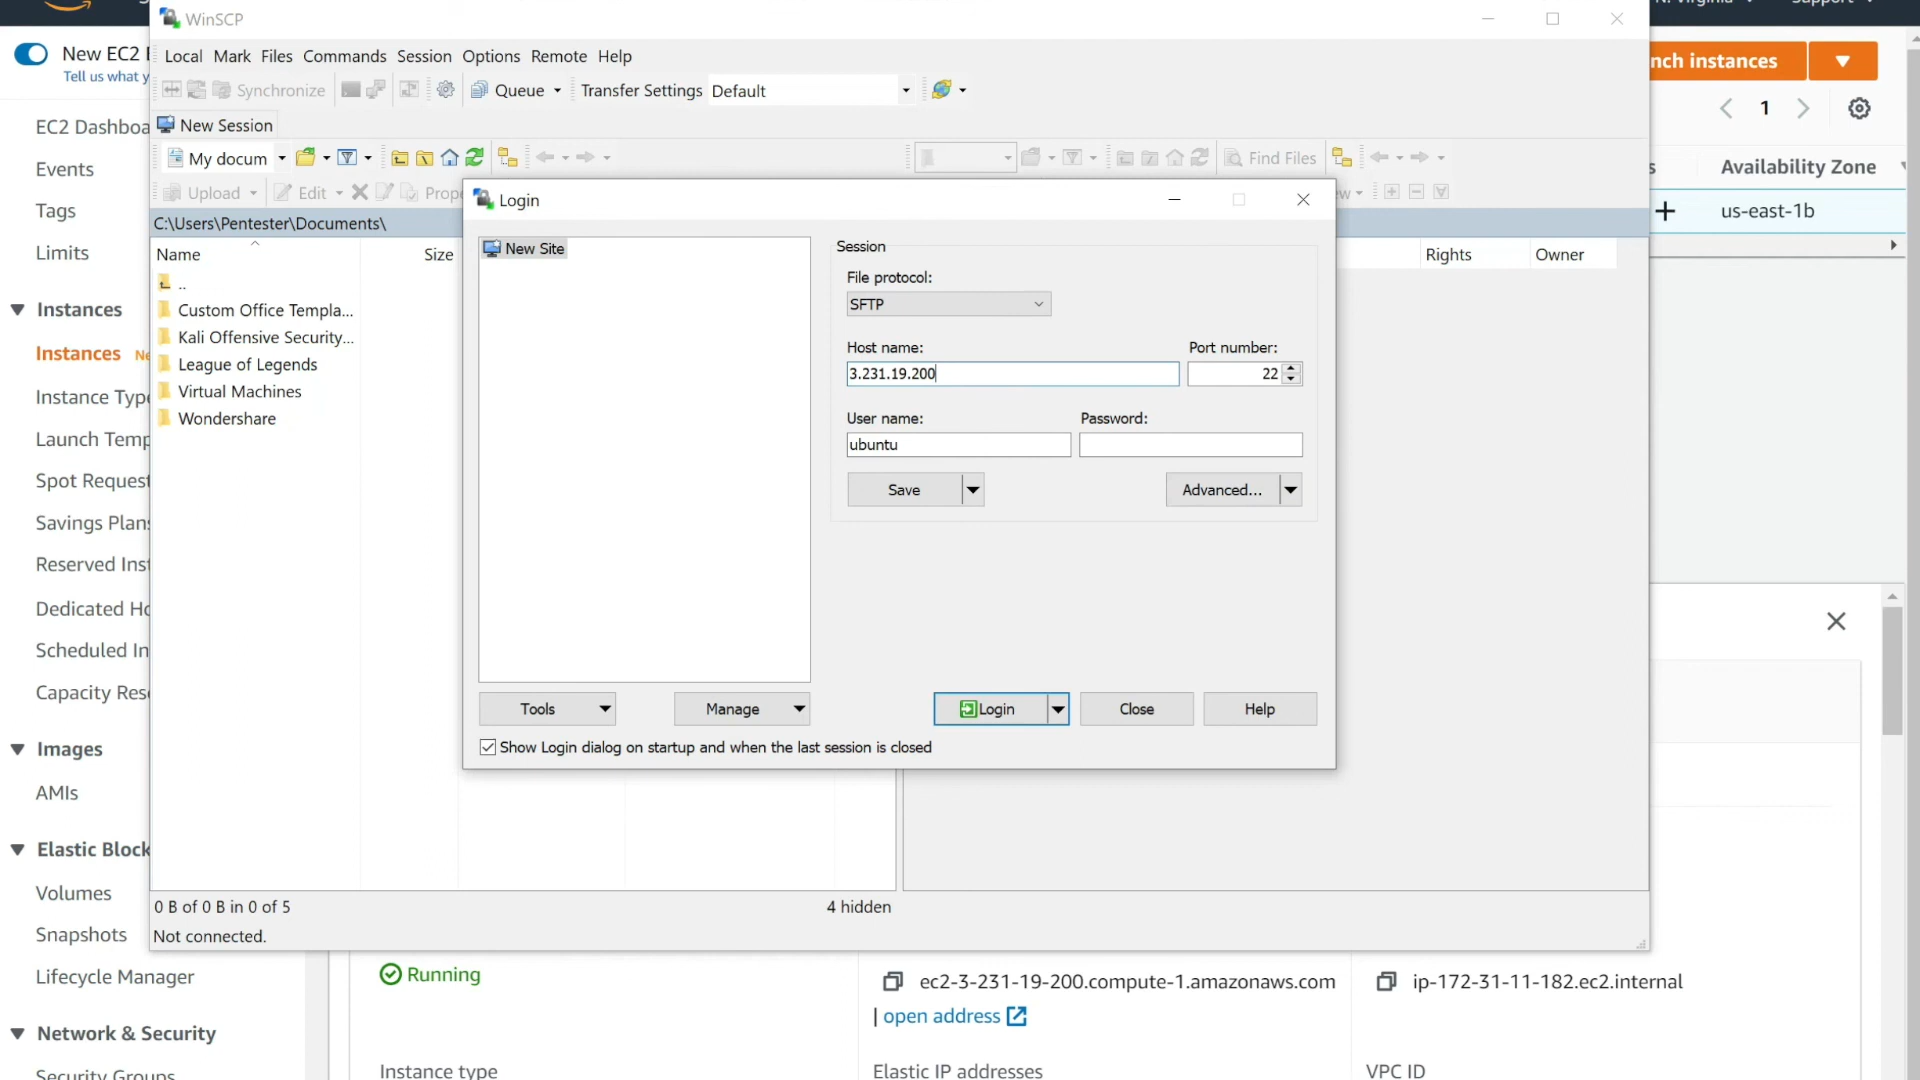 WinSCP
Local Mark Files Commands Session Options Remote Help
Synchronize Queue Transfer Settings Default
New Session
My docum
Find Files
Upload Edit
C:\Users\Pentester\Documents\
Name Size
..
Custom Office Templa...
Kali Offensive Security...
League of Legends
Virtual Machines
Wondershare
Rights Owner
0 B of 0 B in 0 of 5
4 hidden
Not connected.
Login
New Site
Session
File protocol:
SFTP
Host name: Port number:
3.231.19.200 22
User name: Password:
ubuntu
Save Advanced...
Tools Manage Login Close Help
Show Login dialog on startup and when the last session is closed
New EC2
Tell us what
EC2 Dashboa
Events
Tags
Limits
Instances
Instances Ne
Instance Type
Launch Temp
Spot Request
Savings Plans
Reserved Inst
Dedicated Ho
Scheduled In
Capacity Rese
Images
AMIs
Elastic Block
Volumes
Snapshots
Lifecycle Manager
Network & Security
Security Groups
N. Virginia Support
nch instances
1
Availability Zone
us-east-1b
Running
ec2-3-231-19-200.compute-1.amazonaws.com
| open address
ip-172-31-11-182.ec2.internal
Instance type
Elastic IP addresses
VPC ID